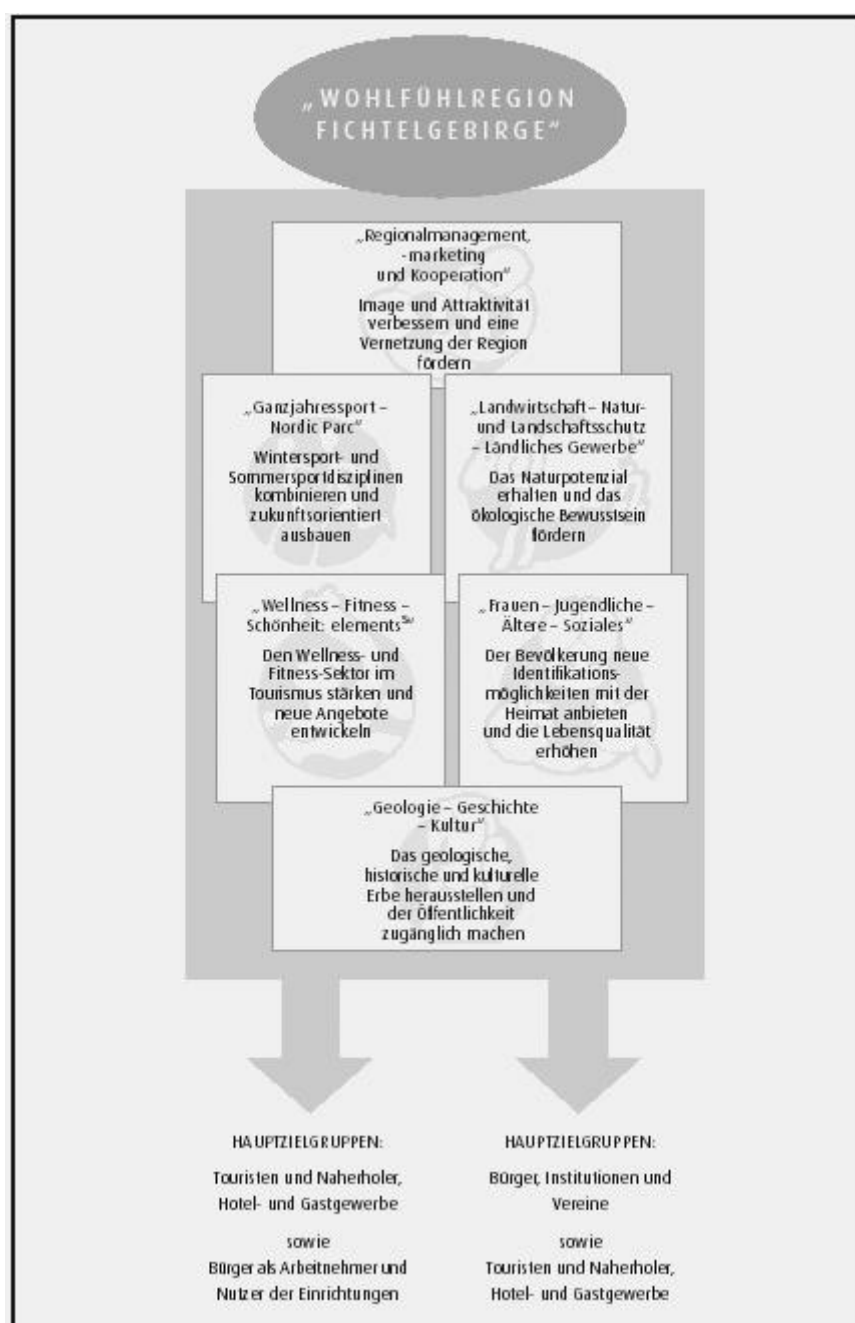 „WOHLFÜHLREGION
FICHTELGEBIRGE“
„Regionalmanagement,
-marketing
und Kooperation“
Image und Attraktivität
verbessern und eine
Vernetzung der Region
fördern
„Ganzjahressport –
Nordic Parc“
Wintersport- und
Sommersportdisziplinen
kombinieren und
zukunftsorientiert
ausbauen
„Landwirtschaft – Natur-
und Landschaftsschutz
– Ländliches Gewerbe“
Das Naturpotenzial
erhalten und das
ökologische Bewusstsein
fördern
„Wellness – Fitness –
Schönheit: elements⁵“
Den Wellness- und
Fitness-Sektor im
Tourismus stärken und
neue Angebote
entwickeln
„Frauen – Jugendliche –
Ältere – Soziales“
Der Bevölkerung neue
Identifikations-
möglichkeiten mit der
Heimat anbieten
und die Lebensqualität
erhöhen
„Geologie – Geschichte
– Kultur“
Das geologische,
historische und kulturelle
Erbe herausstellen und
der Öffentlichkeit
zugänglich machen
HAUPTZIELGRUPPEN:
Touristen und Naherholer,
Hotel- und Gastgewerbe
sowie
Bürger als Arbeitnehmer und
Nutzer der Einrichtungen
HAUPTZIELGRUPPEN:
Bürger, Institutionen und
Vereine
sowie
Touristen und Naherholer,
Hotel- und Gastgewerbe